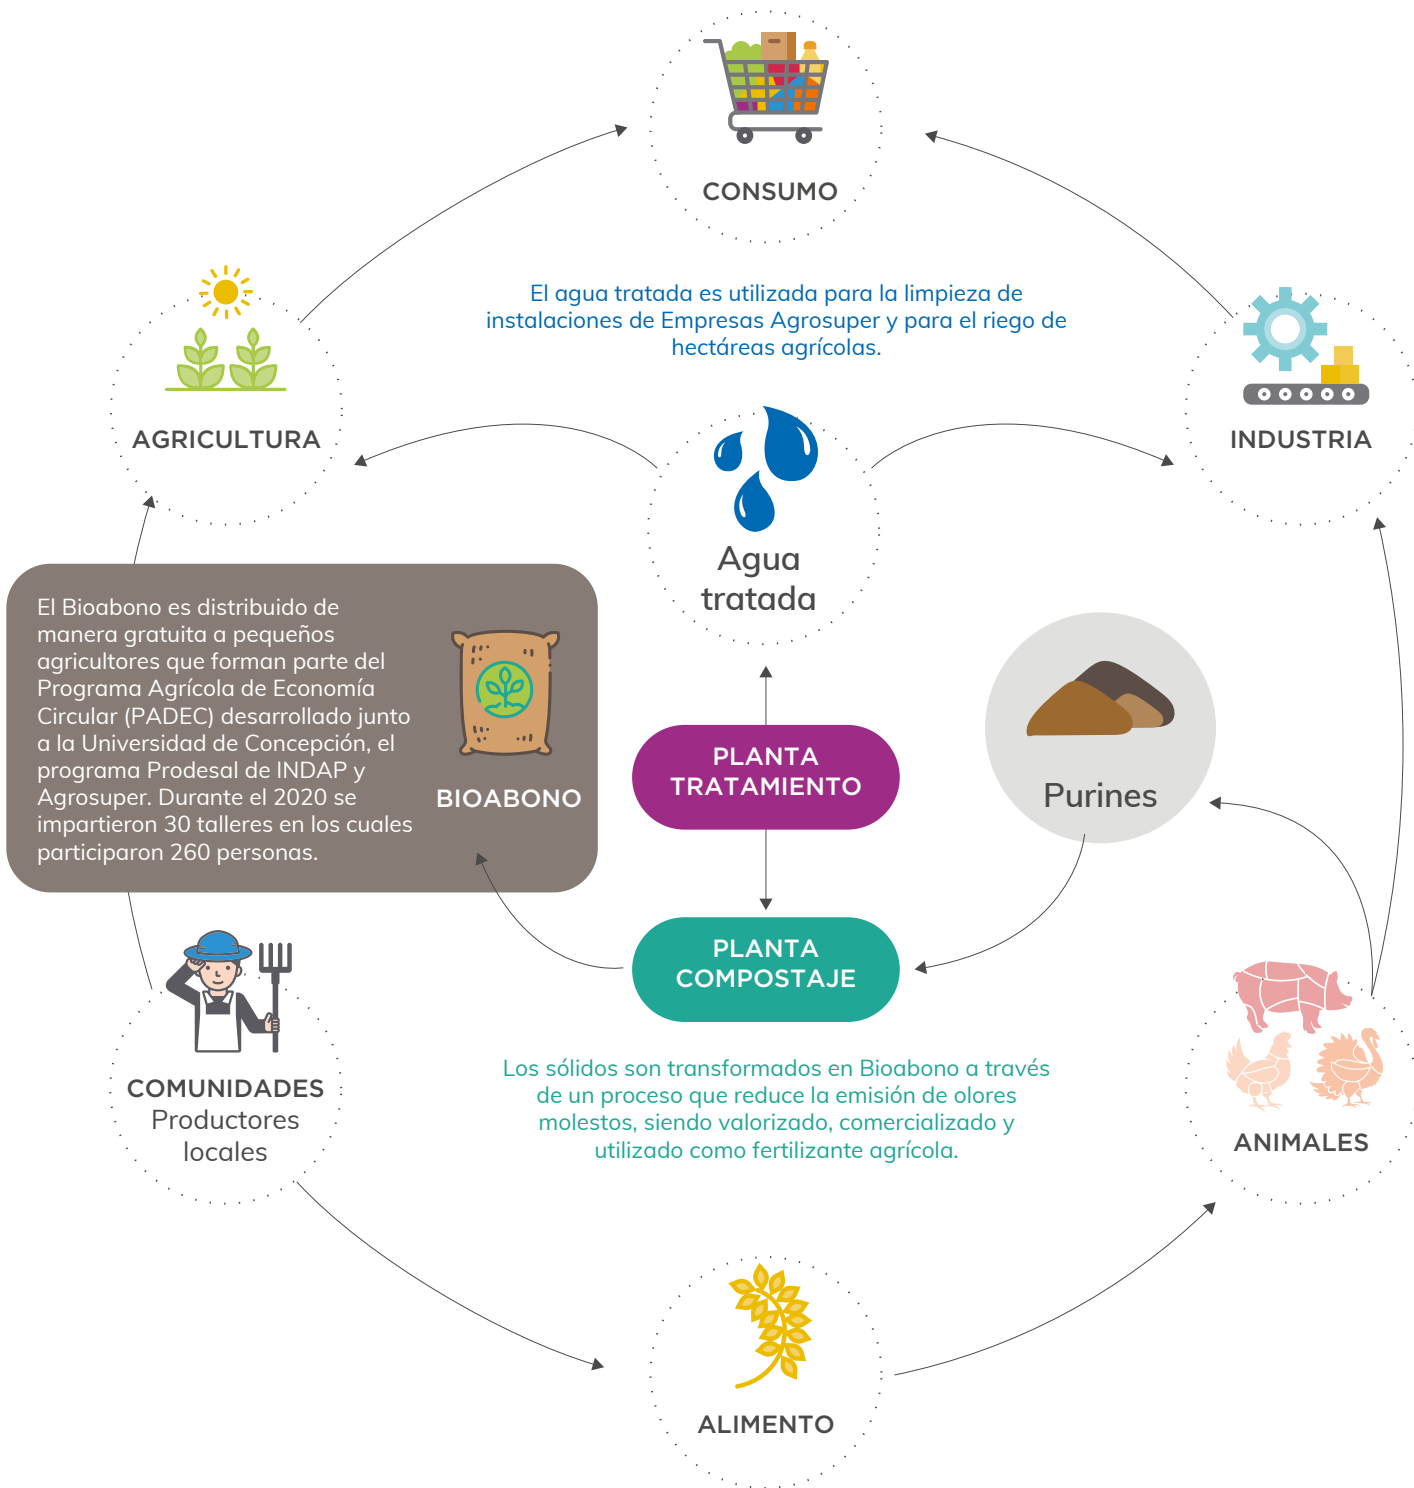 CONSUMO
El agua tratada es utilizada para la limpieza de
instalaciones de Empresas Agrosuper y para el riego de
hectáreas agrícolas.
AGRICULTURA
INDUSTRIA
Agua
tratada
El Bioabono es distribuido de
manera gratuita a pequeños
agricultores que forman parte del
Programa Agrícola de Economía
Circular (PADEC) desarrollado junto
a la Universidad de Concepción, el
programa Prodesal de INDAP y
Agrosuper. Durante el 2020 se
impartieron 30 talleres en los cuales
participaron 260 personas.
BIOABONO
PLANTA
TRATAMIENTO
Purines
PLANTA
COMPOSTAJE
Los sólidos son transformados en Bioabono a través
de un proceso que reduce la emisión de olores
molestos, siendo valorizado, comercializado y
utilizado como fertilizante agrícola.
COMUNIDADES
Productores
locales
ANIMALES
ALIMENTO